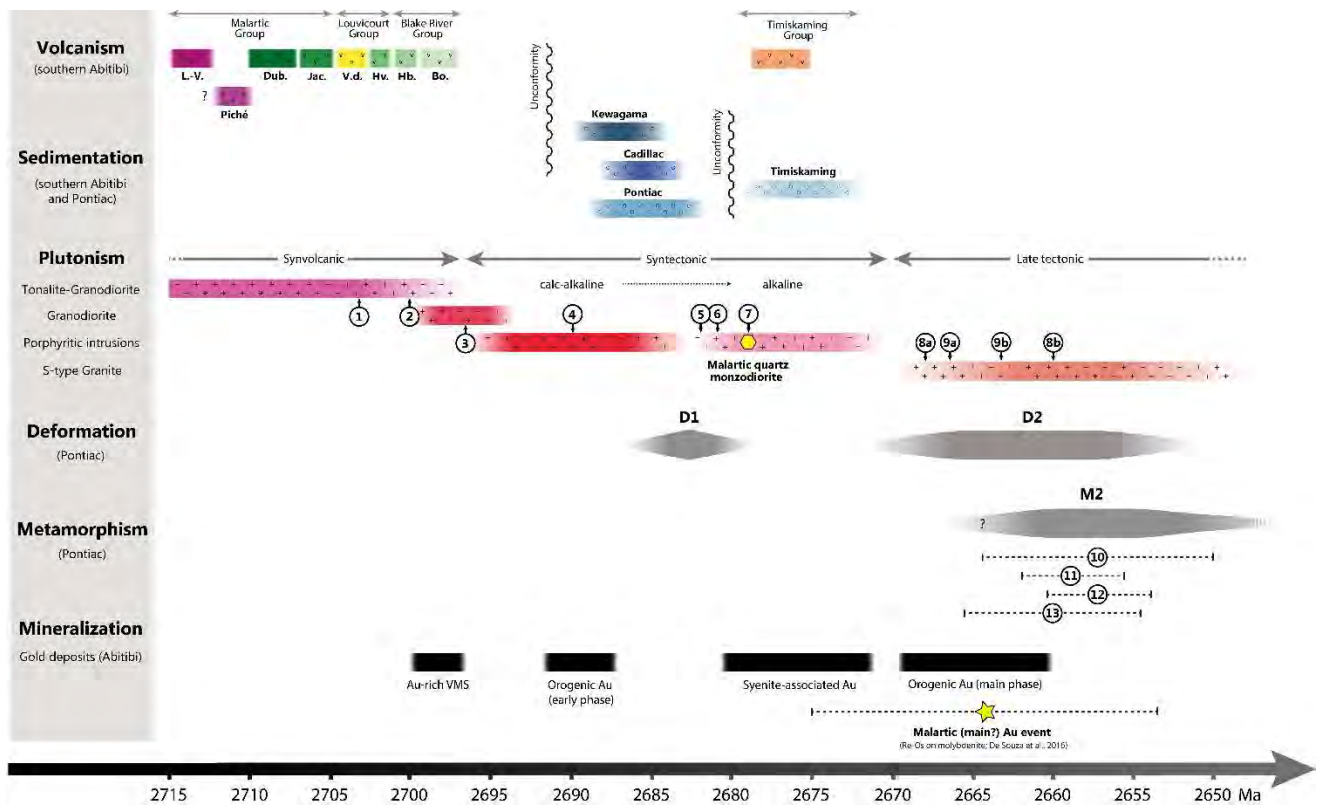 Malartic
Group
Louvicourt
Group
Blake River
Group
Timiskaming
Group
Volcanism
(southern Abitibi)
L.-V.
Dub.
Jac.
V.d.
Hv.
Hb.
Bo.
?
Piché
Unconformity
Kewagama
Unconformity
Sedimentation
(southern Abitibi
and Pontiac)
Cadillac
Timiskaming
Pontiac
Plutonism
Synvolcanic
Syntectonic
Late tectonic
Tonalite-Granodiorite
calc-alkaline
alkaline
Granodiorite
1
2
4
5
6
7
Porphyritic intrusions
3
8a
9a
9b
8b
Malartic quartz
monzodiorite
S-type Granite
Deformation
(Pontiac)
D1
D2
M2
Metamorphism
(Pontiac)
?
10
11
12
13
Mineralization
Gold deposits (Abitibi)
Au-rich VMS
Orogenic Au
(early phase)
Syenite-associated Au
Orogenic Au (main phase)
Malartic (main?) Au event
(Re-Os on molybdenite; De Souza et al., 2016)
2715 2710 2705 2700 2695 2690 2685 2680 2675 2670 2665 2660 2655 2650 Ma